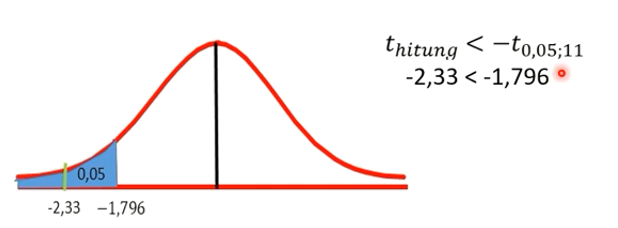 t_hitung < −t_0,05;11
-2,33 < -1,796
0,05
-2,33 −1,796